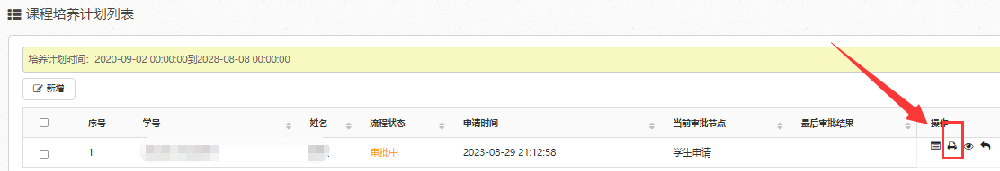 课程培养计划列表
培养计划时间：2020-09-02 00:00:00到2028-08-08 00:00:00
新增
序号 学号 姓名 流程状态 申请时间 当前审批节点 最后审批结果 操作
1 审批中 2023-08-29 21:12:58 学生申请